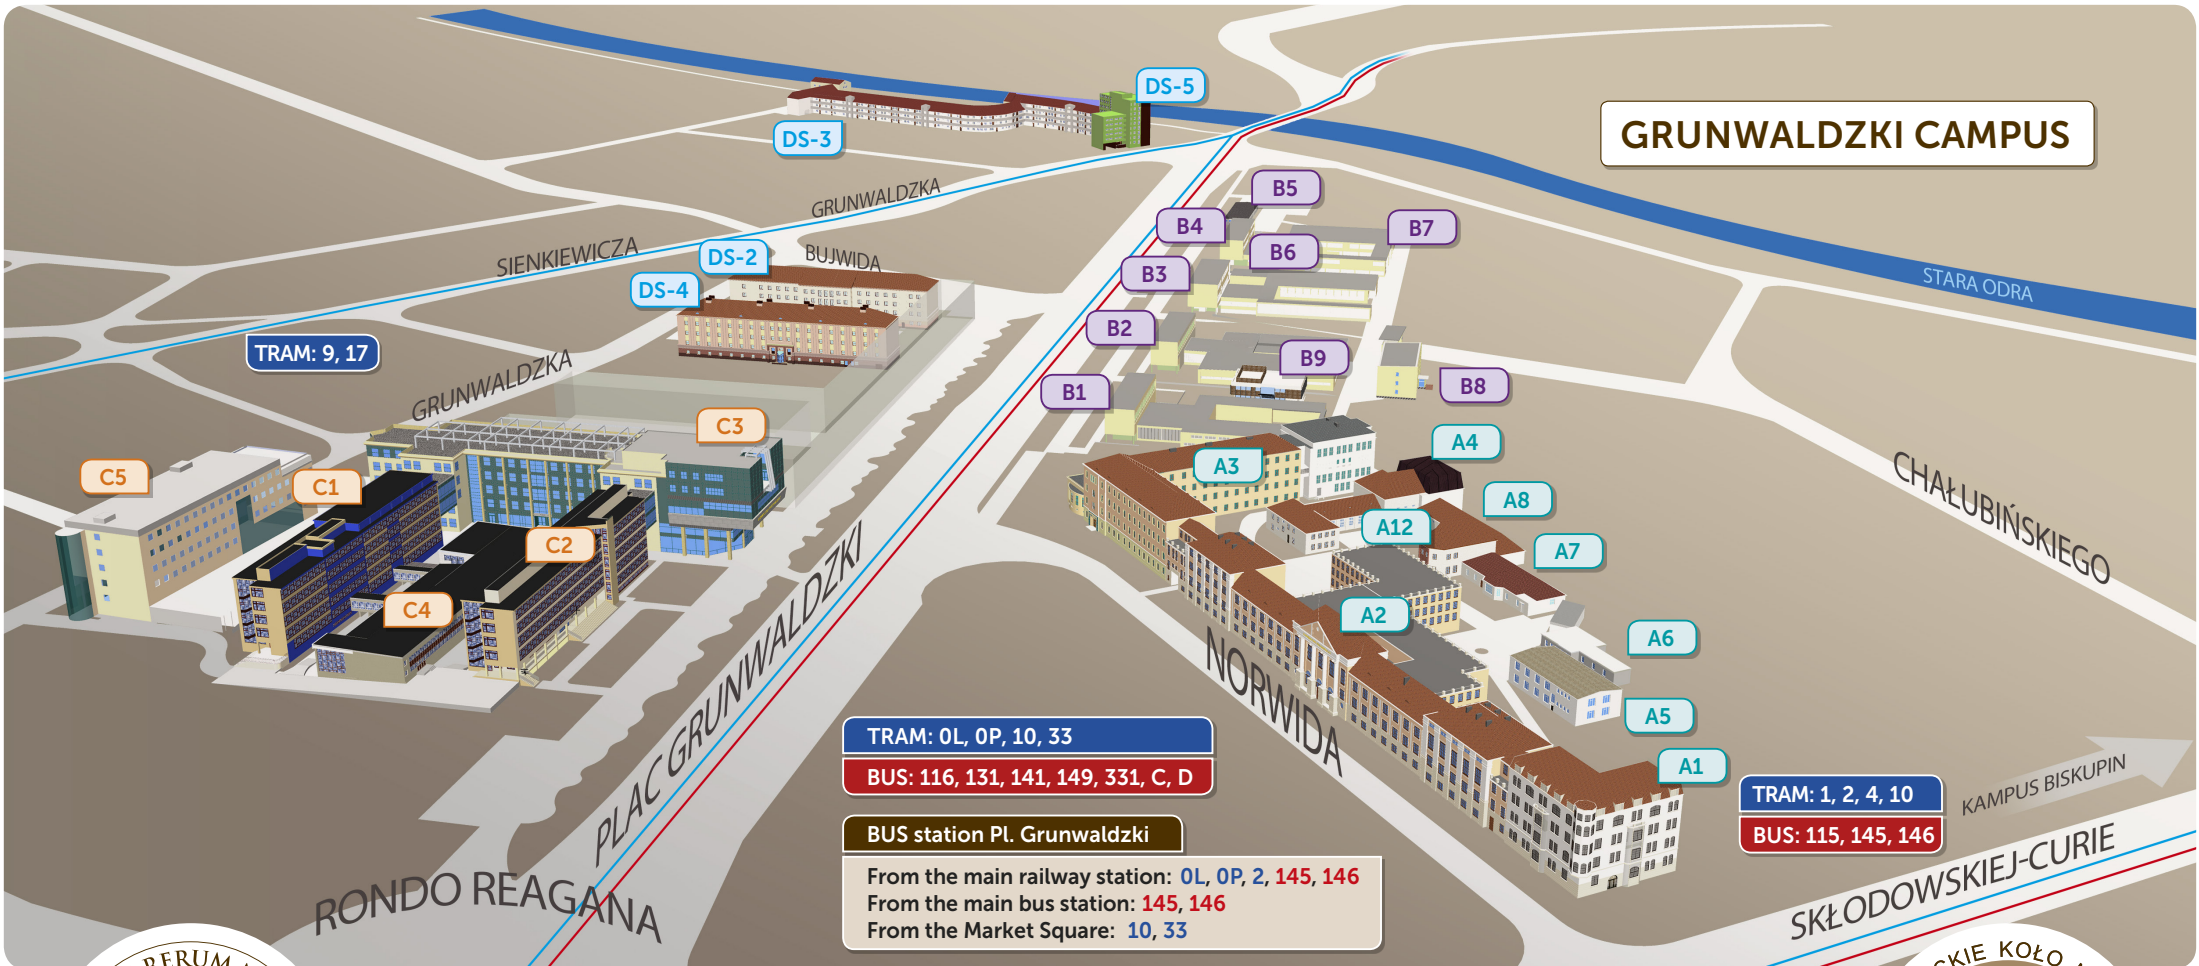 GRUNWALDZKI CAMPUS
DS-5
DS-3
GRUNWALDZKA
SIENKIEWICZA
DS-2
BUJWIDA
DS-4
TRAM: 9, 17
GRUNWALDZKA
STARA ODRA
B5
B4
B7
B6
B3
B2
B9
B1
B8
C3
C5
C1
C2
C4
A4
A3
A8
A12
A7
A2
A6
A5
A1
CHAŁUBIŃSKIEGO
PLAC GRUNWALDZKI
NORWIDA
TRAM: 0L, 0P, 10, 33
BUS: 116, 131, 141, 149, 331, C, D
BUS station Pl. Grunwaldzki
From the main railway station: 0L, 0P, 2, 145, 146
From the main bus station: 145, 146
From the Market Square: 10, 33
TRAM: 1, 2, 4, 10
BUS: 115, 145, 146
KAMPUS BISKUPIN
SKŁODOWSKIEJ-CURIE
RONDO REAGANA
RERUM
KOŁO